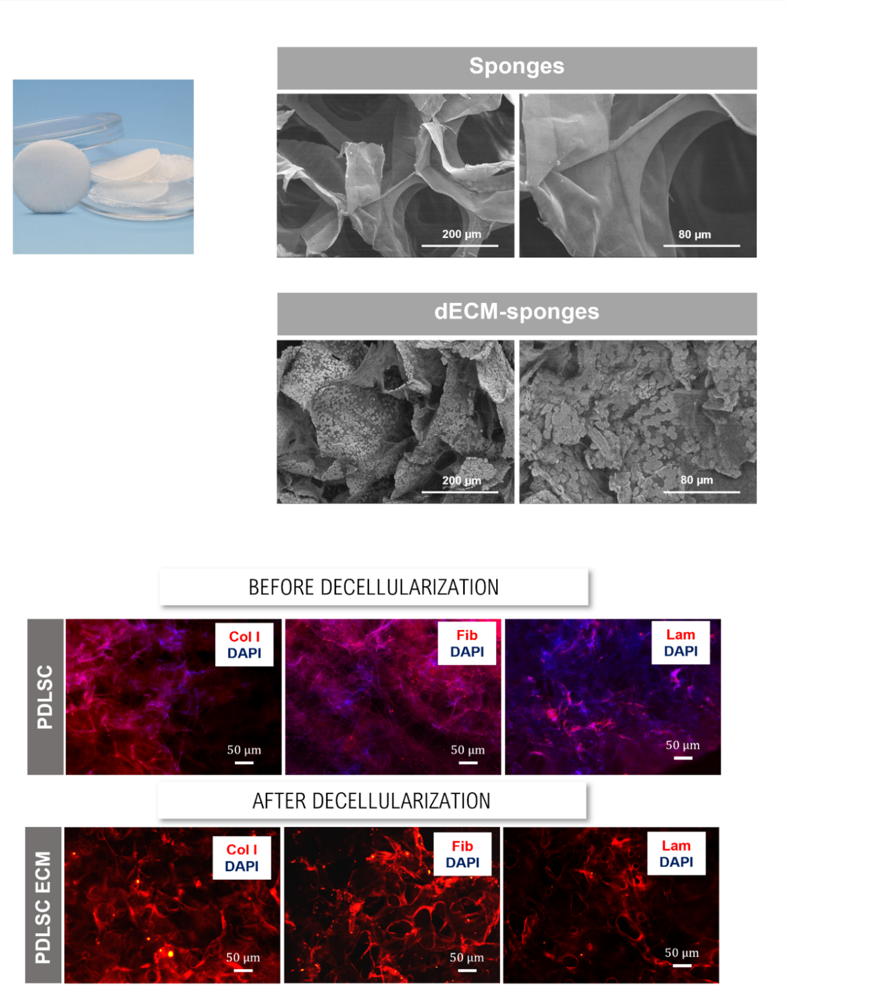 Sponges
200 µm
80 µm
dECM-sponges
200 µm
80 µm
BEFORE DECELLULARIZATION
PDLSC
Col I
DAPI
50 µm
Fib
DAPI
50 µm
Lam
DAPI
50 µm
AFTER DECELLULARIZATION
PDLSC ECM
Col I
DAPI
50 µm
Fib
DAPI
50 µm
Lam
DAPI
50 µm